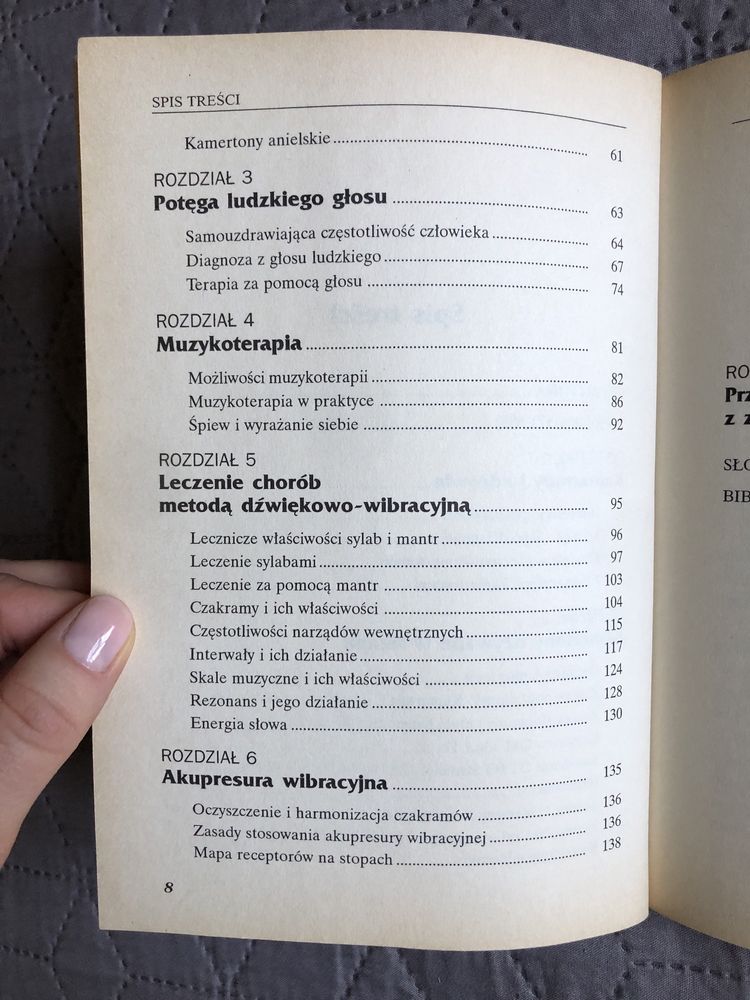 SPIS TREŚCI
Kamertony anielskie 61
ROZDZIAŁ 3
Potęga ludzkiego głosu 63
Samouzdrawiająca częstotliwość człowieka 64
Diagnoza z głosu ludzkiego 67
Terapia za pomocą głosu 74
ROZDZIAŁ 4
Muzykoterapia 81
Możliwości muzykoterapii 82
Muzykoterapia w praktyce 86
Śpiew i wyrażanie siebie 92
ROZDZIAŁ 5
Leczenie chorób
metodą dźwiękowo-wibracyjną 95
Lecznicze właściwości sylab i mantr 96
Leczenie sylabami 97
Leczenie za pomocą mantr 103
Czakramy i ich właściwości 104
Częstotliwości narządów wewnętrznych 115
Interwały i ich działanie 117
Skale muzyczne i ich właściwości 124
Rezonans i jego działanie 128
Energia słowa 130
ROZDZIAŁ 6
Akupresura wibracyjna 135
Oczyszczenie i harmonizacja czakramów 136
Zasady stosowania akupresury wibracyjnej 136
Mapa receptorów na stopach 138
8